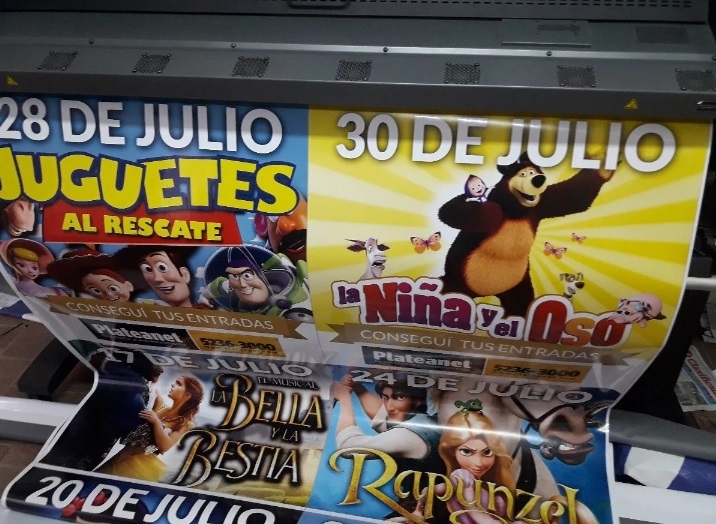 28 DE JULIO
JUGUETES
AL RESCATE
CONSEGUÍ TUS ENTRADAS
Plateanet 5236-3000
30 DE JULIO
la Niña y el Oso
CONSEGUÍ TUS ENTRADAS
Plateanet 5236-3000
17 DE JULIO
EL MUSICAL
LA BELLA
Y LA
BESTIA
24 DE JULIO
Rapunzel
20 DE JULIO